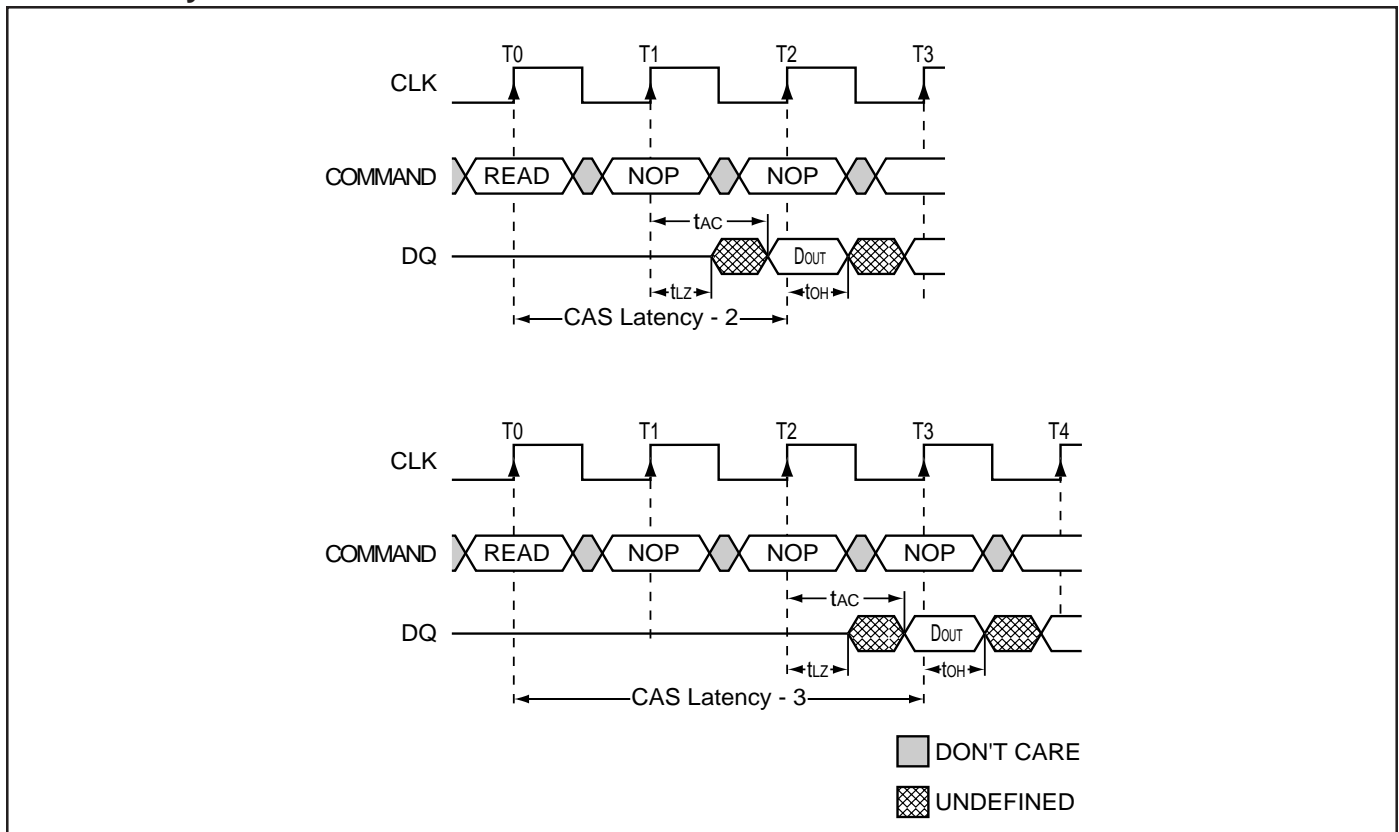 T0 T1 T2 T3
CLK
COMMAND READ NOP NOP
tAC
DQ DOUT
tLZ tOH
CAS Latency - 2
T0 T1 T2 T3 T4
CLK
COMMAND READ NOP NOP NOP
tAC
DQ DOUT
tLZ tOH
CAS Latency - 3
DON'T CARE
UNDEFINED